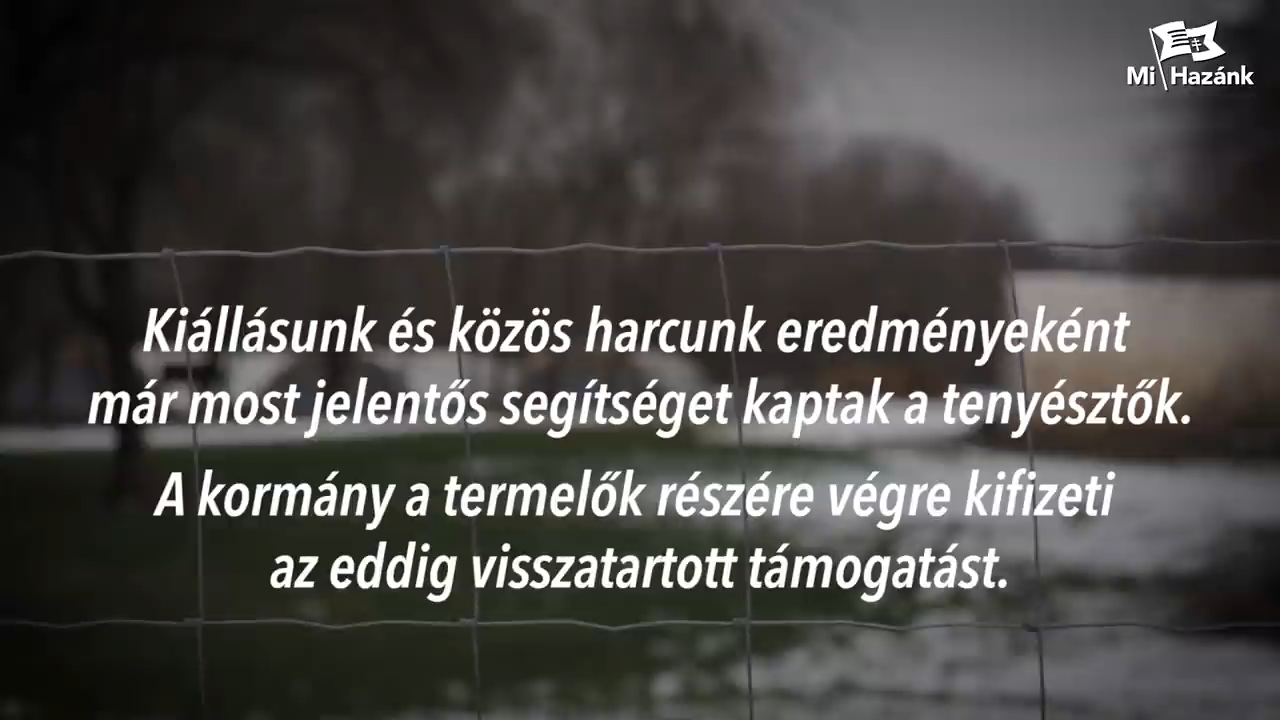 Mi Hazánk
Kiállásunk és közös harcunk eredményeként
már most jelentős segítséget kaptak a tenyésztők.
A kormány a termelők részére végre kifizeti
az eddig visszatartott támogatást.